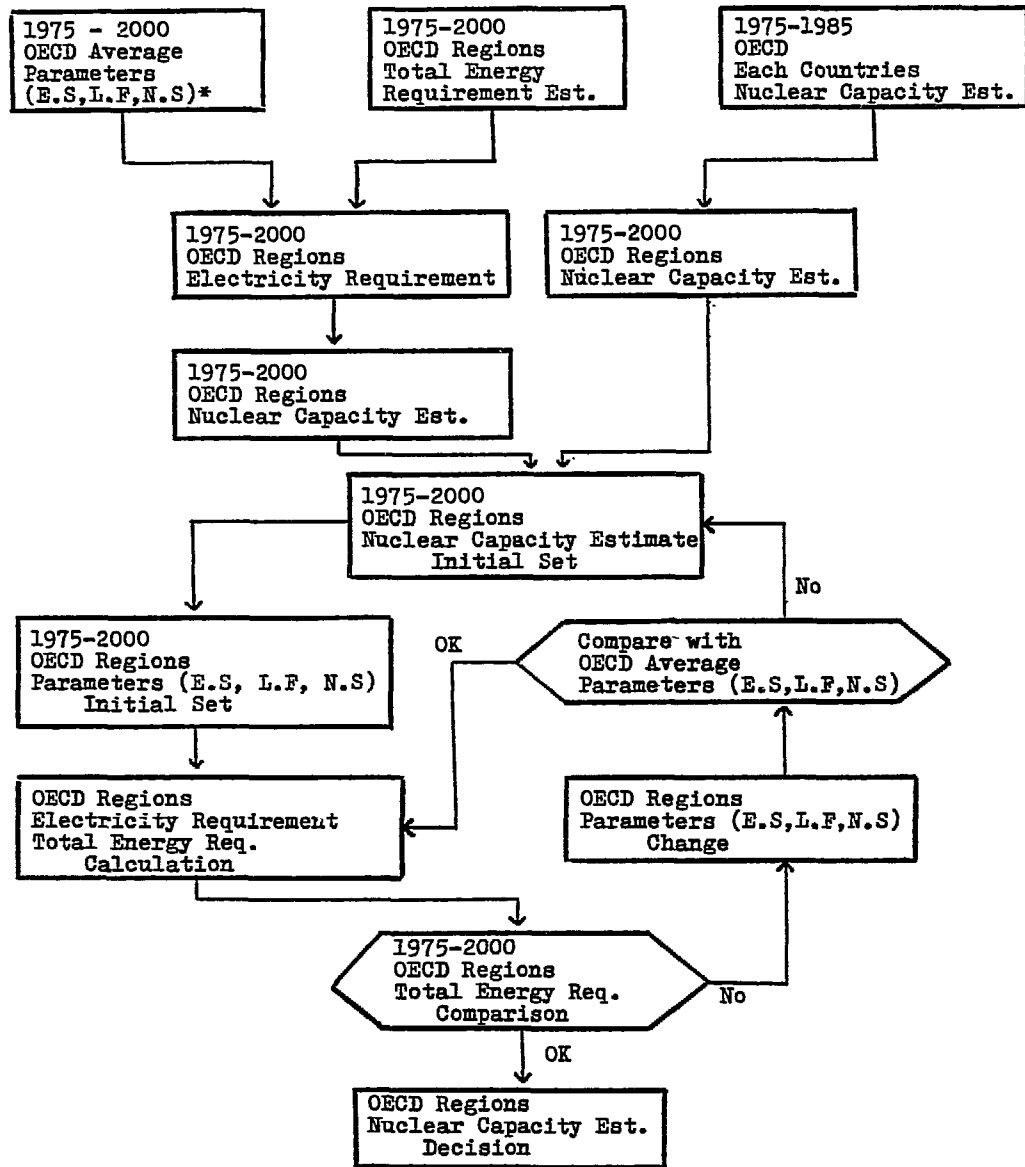 1975 - 2000
OECD Average
Parameters
(E.S,L.F,N.S)*
1975-2000
OECD Regions
Total Energy
Requirement Est.
1975-1985
OECD
Each Countries
Nuclear Capacity Est.
1975-2000
OECD Regions
Electricity Requirement
1975-2000
OECD Regions
Nuclear Capacity Est.
1975-2000
OECD Regions
Nuclear Capacity Est.
1975-2000
OECD Regions
Nuclear Capacity Estimate
Initial Set
No
1975-2000
OECD Regions
Parameters (E.S, L.F, N.S)
Initial Set
OK
Compare with
OECD Average
Parameters (E.S,L.F,N.S)
OECD Regions
Electricity Requirement
Total Energy Req.
Calculation
OECD Regions
Parameters (E.S,L.F,N.S)
Change
1975-2000
OECD Regions
Total Energy Req.
Comparison
No
OK
OECD Regions
Nuclear Capacity Est.
Decision